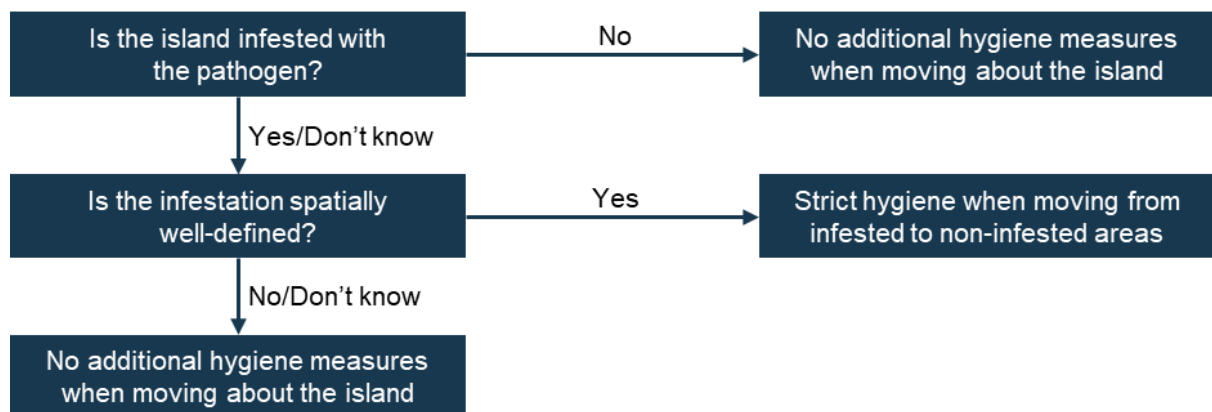 Is the island infested with
the pathogen?
No
No additional hygiene measures
when moving about the island
Yes/Don’t know
Is the infestation spatially
well-defined?
Yes
Strict hygiene when moving from
infested to non-infested areas
No/Don’t know
No additional hygiene measures
when moving about the island